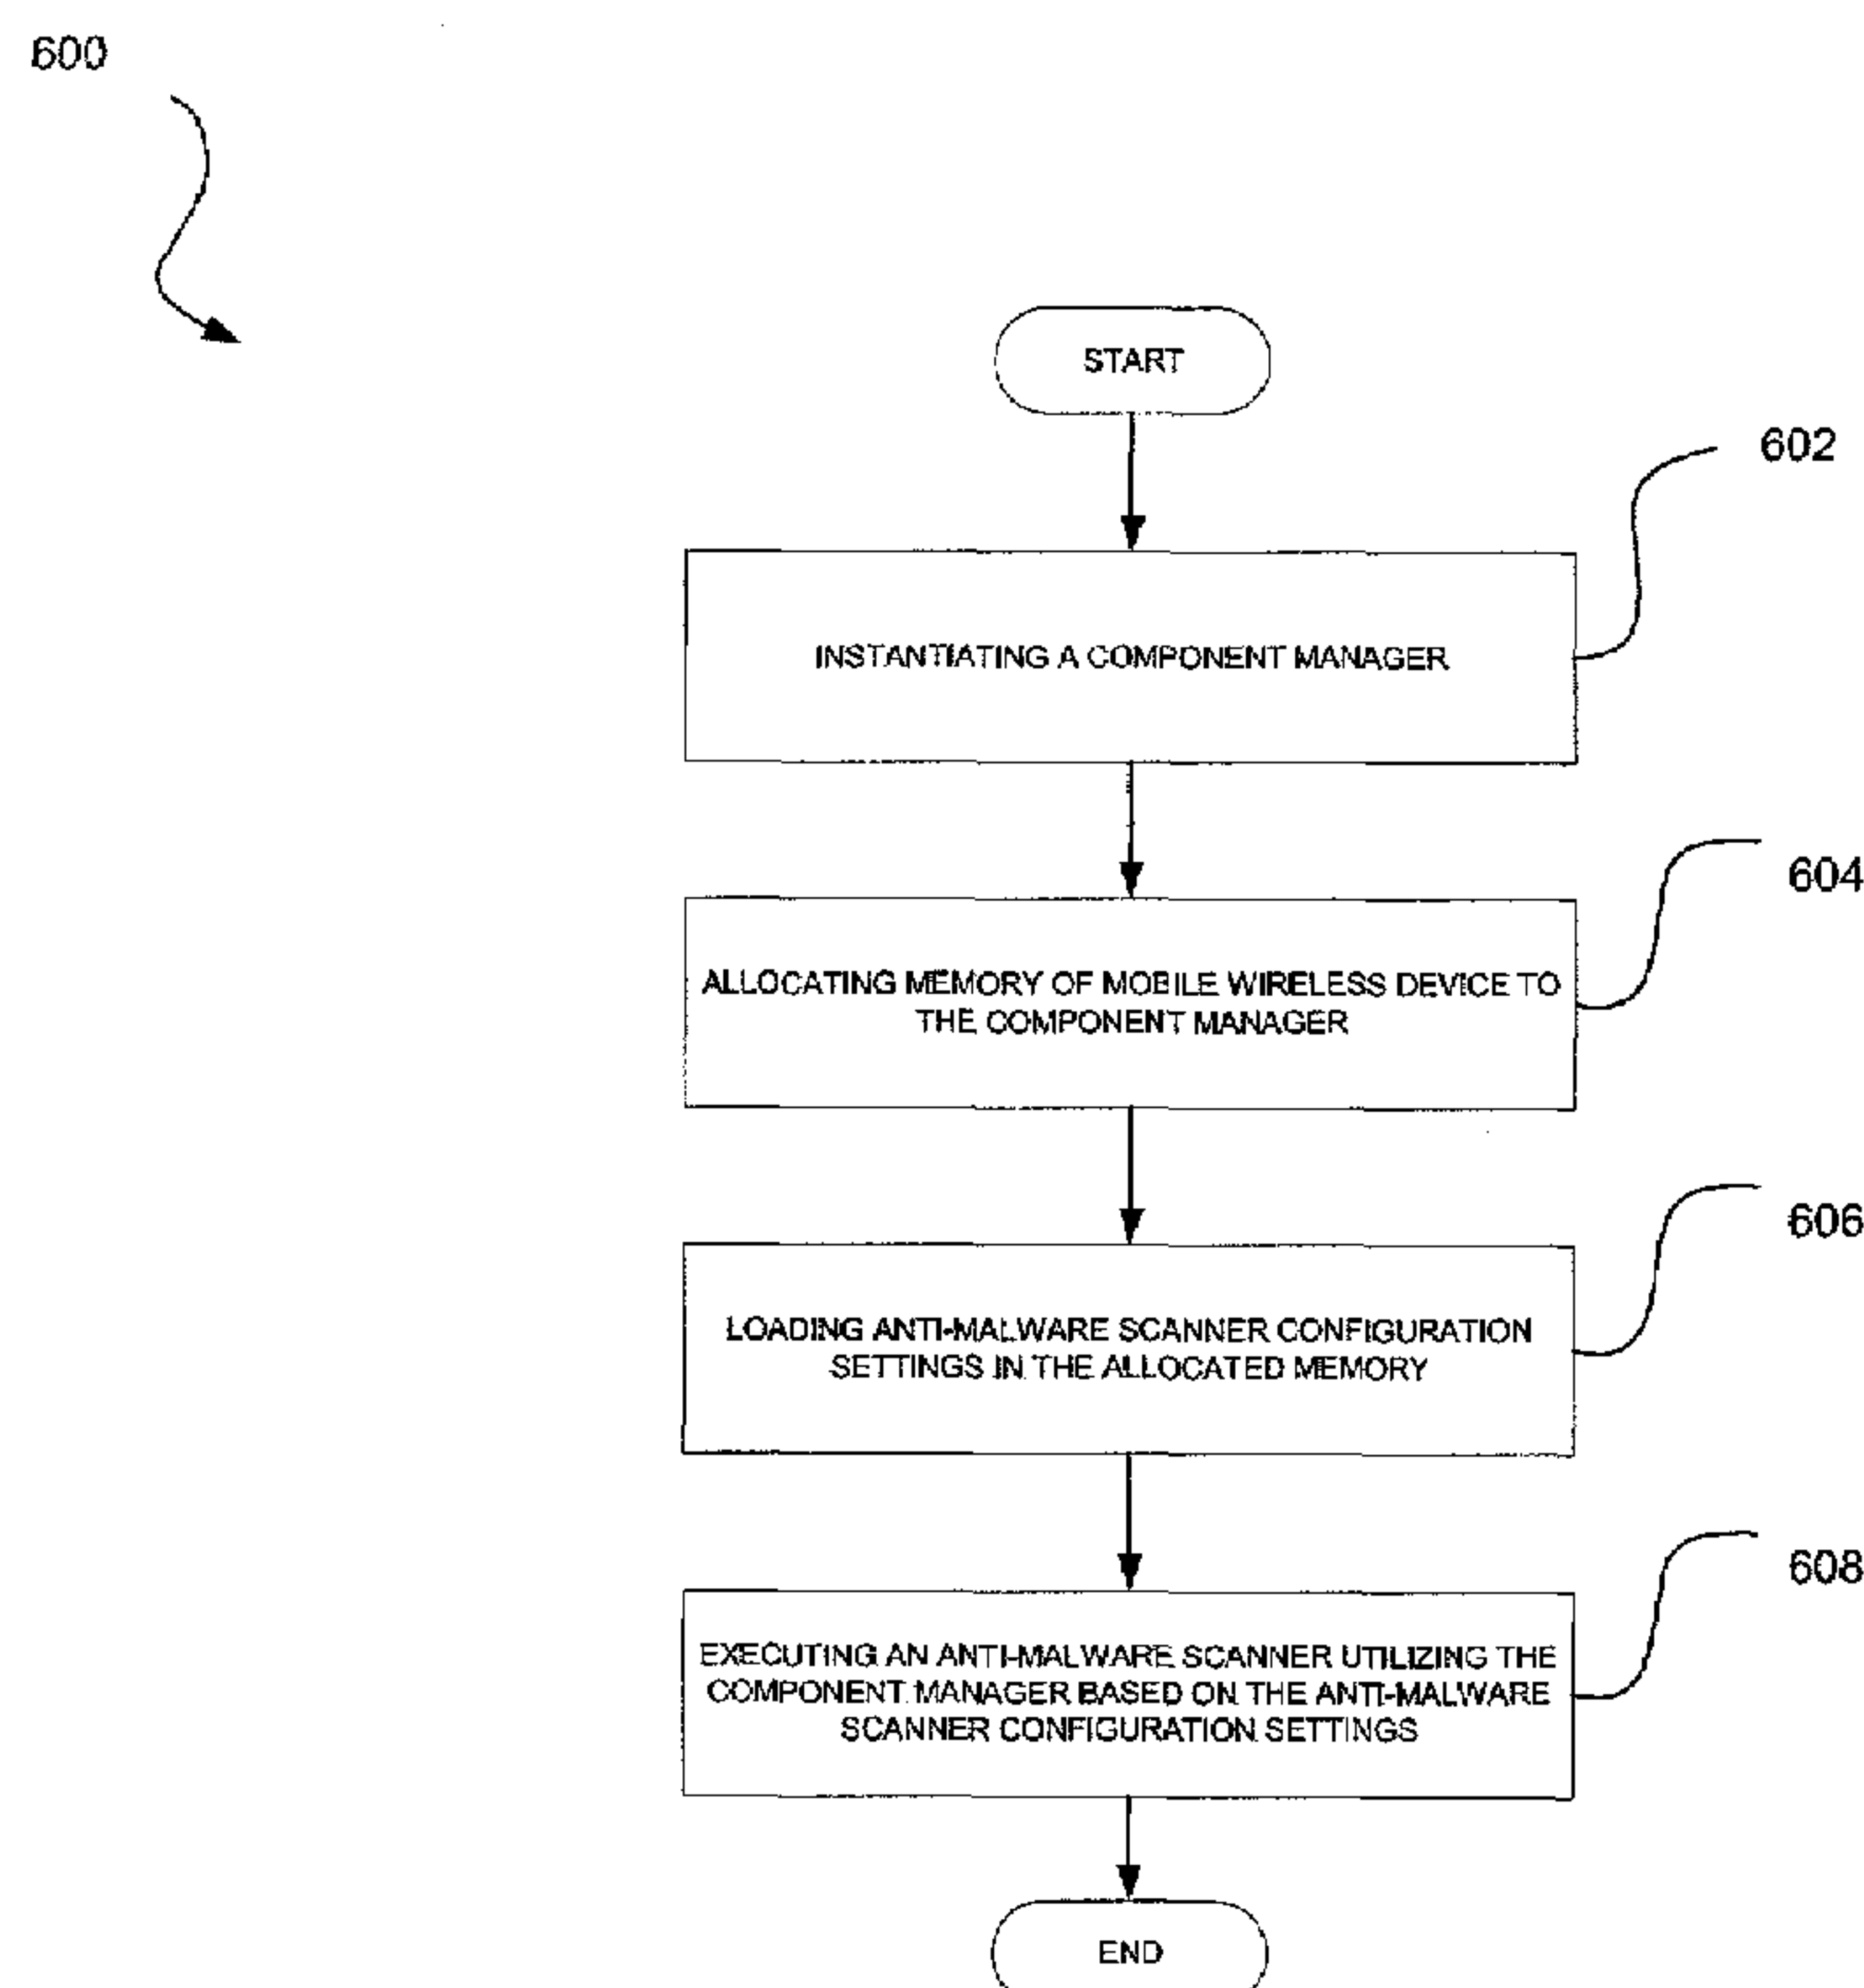 600
START
602
INSTANTIATING A COMPONENT MANAGER
604
ALLOCATING MEMORY OF MOBILE WIRELESS DEVICE TO
THE COMPONENT MANAGER
606
LOADING ANTI-MALWARE SCANNER CONFIGURATION
SETTINGS IN THE ALLOCATED MEMORY
608
EXECUTING AN ANTI-MALWARE SCANNER UTILIZING THE
COMPONENT MANAGER BASED ON THE ANTI-MALWARE
SCANNER CONFIGURATION SETTINGS
END